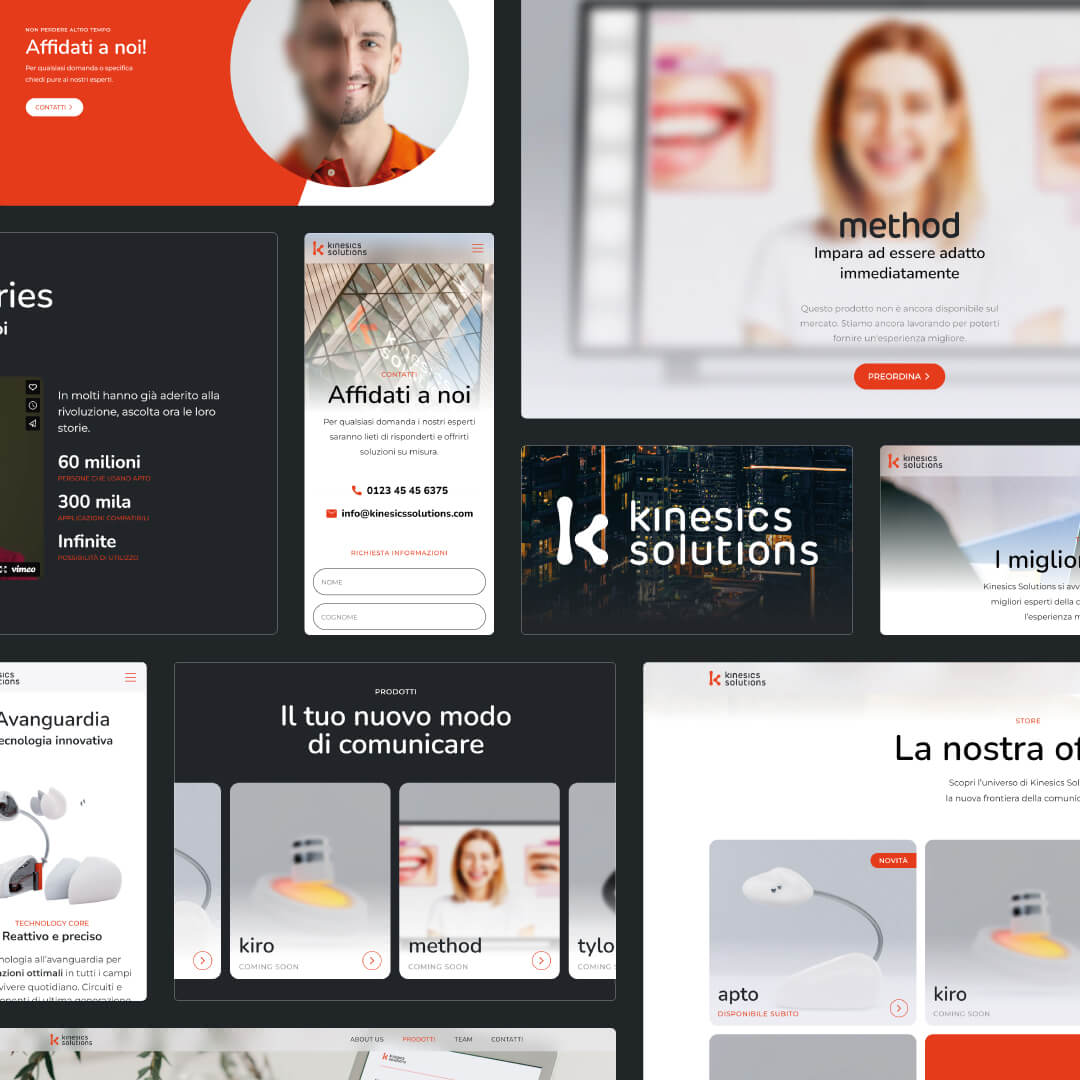 NON PERDERE ALTRO TEMPO
Affidati a noi!
Per qualsiasi domanda o specifica
chiedi pure ai nostri esperti.
CONTATTI
method
Impara ad essere adatto
immediatamente
Questo prodotto non è ancora disponibile sul
mercato. Stiamo ancora lavorando per poterti
fornire un'esperienza migliore.
PREORDINA
ries
oi
In molti hanno già aderito alla
rivoluzione, ascolta ora le loro
storie.
60 milioni
PERSONE CHE USANO APTO
300 mila
APPLICAZIONI COMPATIBILI
Infinite
POSSIBILITÀ DI UTILIZZO
vimeo
kinesics
solutions
CONTATTI
Affidati a noi
Per qualsiasi domanda i nostri esperti
saranno lieti di risponderti e offrirti
soluzioni su misura.
0123 45 45 6375
info@kinesicssolutions.com
RICHIESTA INFORMAZIONI
NOME
COGNOME
kinesics
solutions
kinesics
solutions
I miglior
Kinesics Solutions si avv
migliori esperti della c
l'esperienza m
sics
tions
Avanguardia
ecnologia innovativa
TECHNOLOGY CORE
Reattivo e preciso
nologia all'avanguardia per
azioni ottimali in tutti i campi
vivere quotidiano. Circuiti e
onenti di ultima generazione
PRODOTTI
Il tuo nuovo modo
di comunicare
kiro
COMING SOON
method
COMING SOON
tylo
COMING S
kinesics
solutions
STORE
La nostra of
Scopri l'universo di Kinesics Sol
la nuova frontiera della comunic
NOVITÀ
apto
DISPONIBILE SUBITO
kiro
COMING SOON
kinesics
solutions
ABOUT US PRODOTTI TEAM CONTATTI
kinesics
solutions